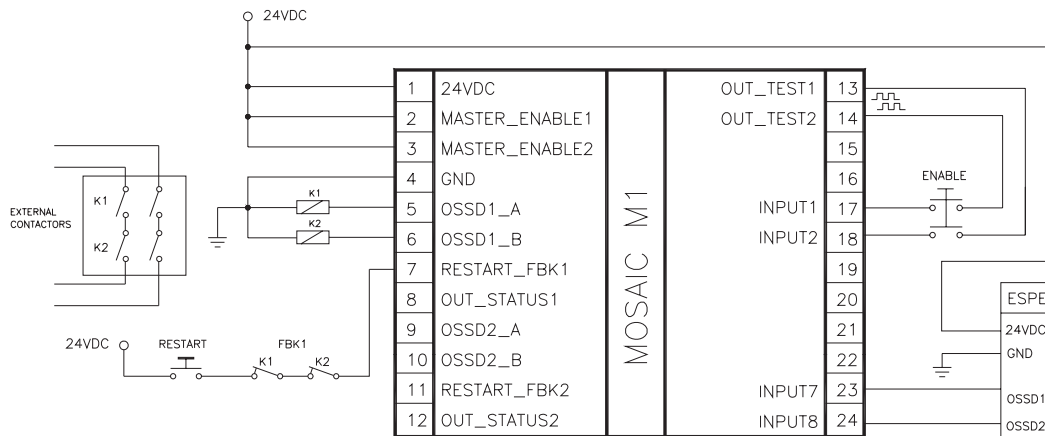 24VDC
1 24VDC OUT_TEST1 13
2 MASTER_ENABLE1 OUT_TEST2 14
3 MASTER_ENABLE2 15
4 GND 16
5 OSSD1_A INPUT1 17
6 OSSD1_B INPUT2 18
7 RESTART_FBK1 19
8 OUT_STATUS1 20
9 OSSD2_A 21
10 OSSD2_B 22
11 RESTART_FBK2 INPUT7 23
12 OUT_STATUS2 INPUT8 24
MOSAIC M1
K1
K2
EXTERNAL
CONTACTORS
K1
K2
24VDC RESTART FBK1
K1 K2
ENABLE
ESPE
24VDC
GND
OSSD1
OSSD2